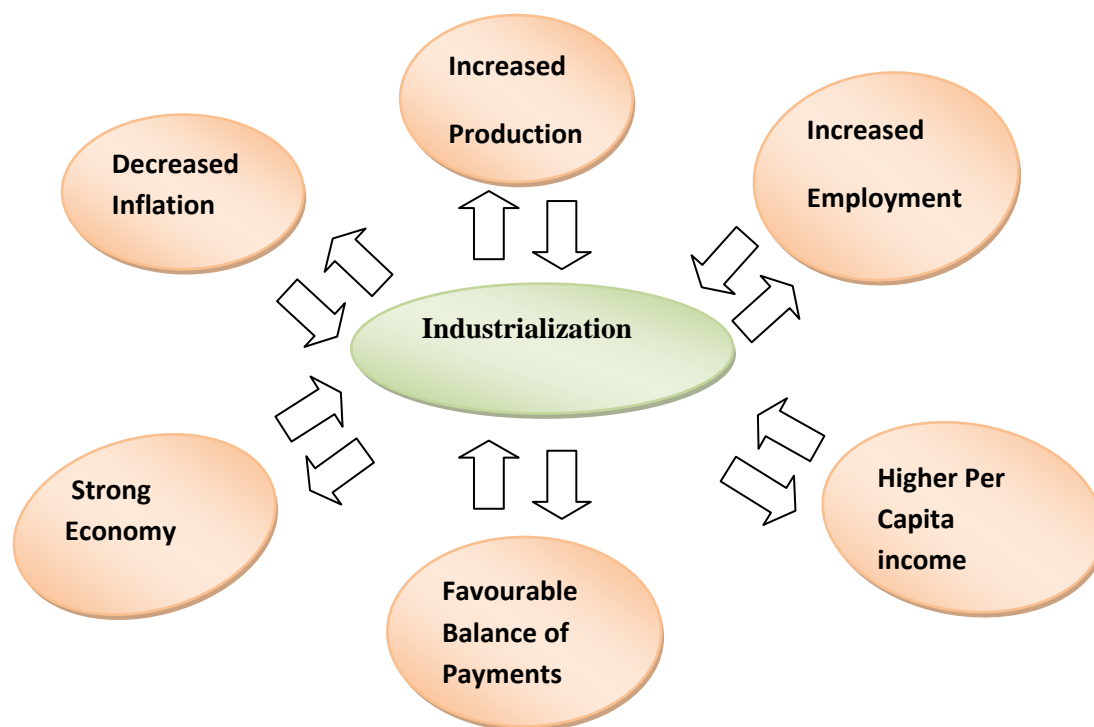 Increased
Production
Increased
Employment
Decreased
Inflation
Industrialization
Strong
Economy
Higher Per
Capita
income
Favourable
Balance of
Payments